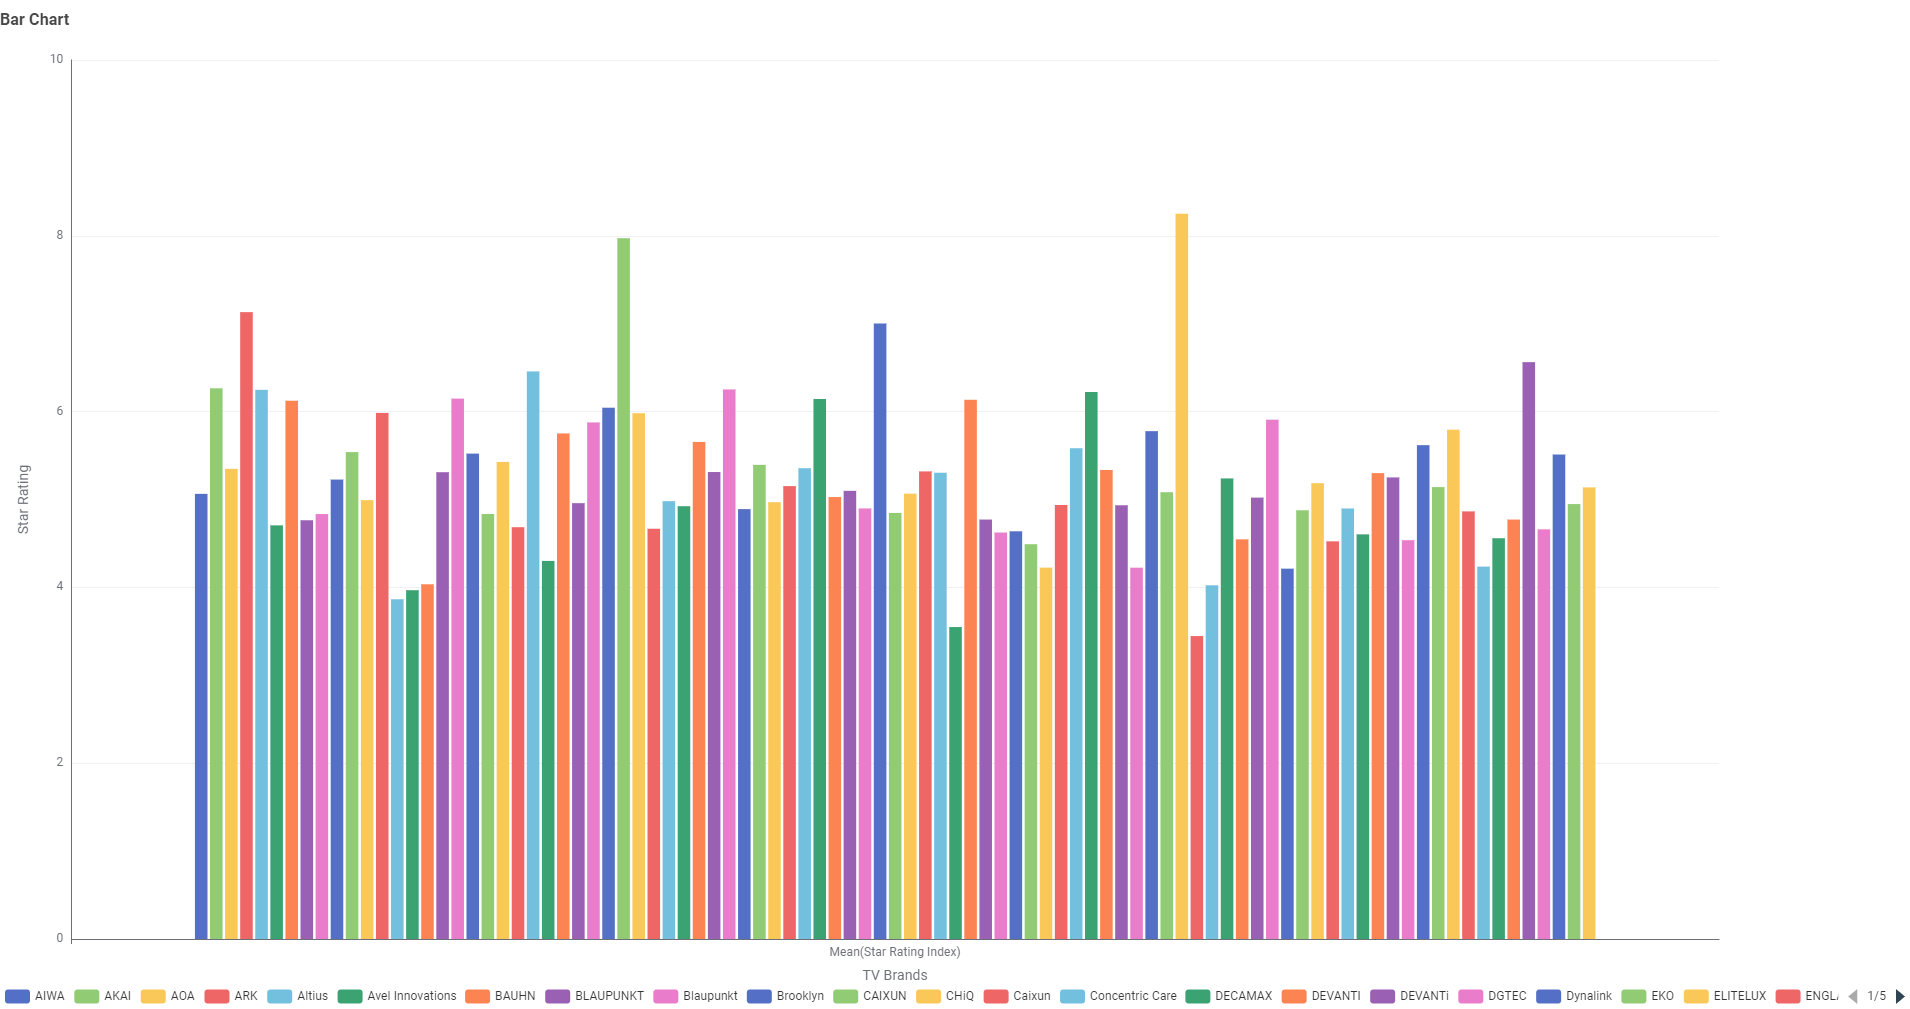 Bar Chart
10
8
6
4
2
0
Star Rating
Mean(Star Rating Index)
TV Brands
AIWA AKAI AOA ARK Altius Avel Innovations BAUHN BLAUPUNKT Blaupunkt Brooklyn CAIXUN CHiQ Caixun Concentric Care DECAMAX DEVANTI DEVANTi DGTEC Dynalink EKO ELITELUX 1/5